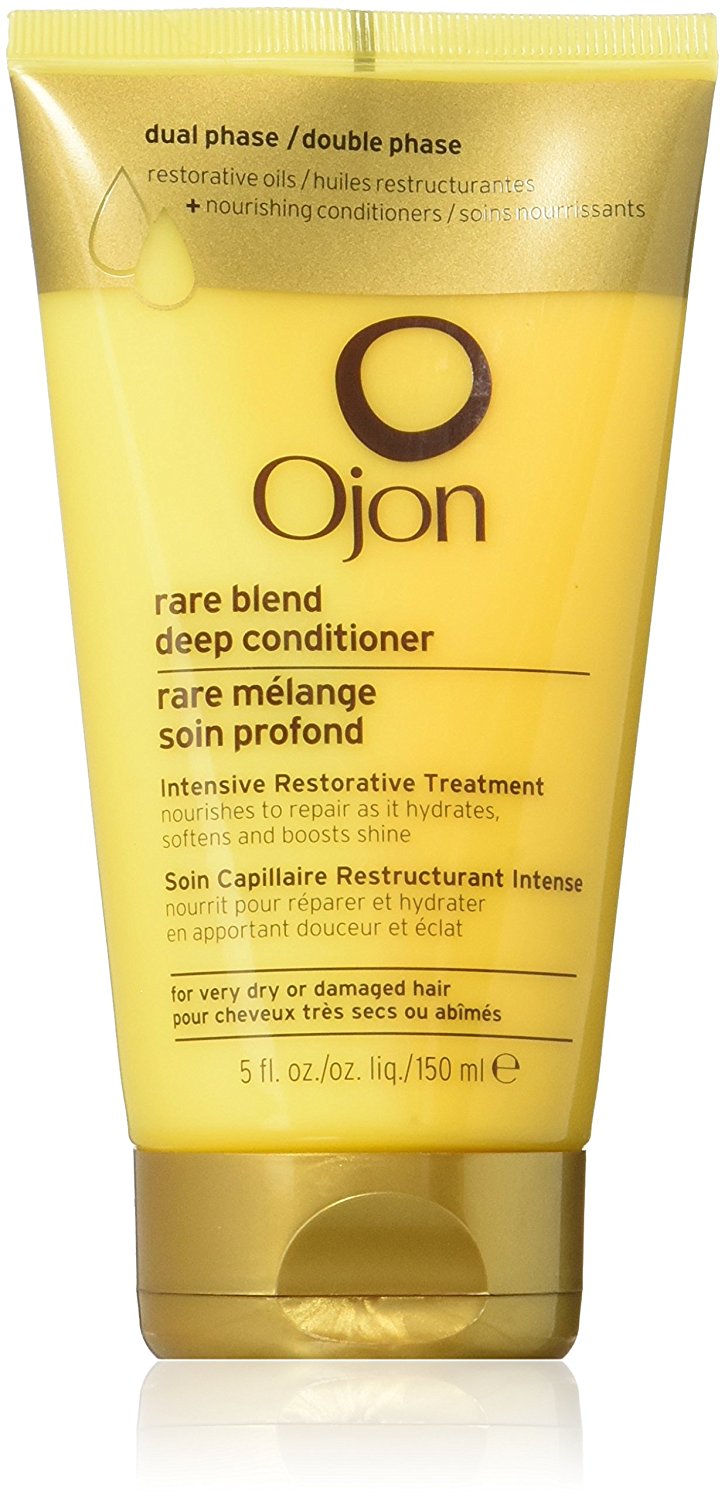 dual phase / double phase
restorative oils / huiles restructurantes
+ nourishing conditioners / soins nourrissants
Ojon
rare blend
deep conditioner
rare mélange
soin profond
Intensive Restorative Treatment
nourishes to repair as it hydrates,
softens and boosts shine
Soin Capillaire Restructurant Intense
nourrit pour réparer et hydrater
en apportant douceur et éclat
for very dry or damaged hair
pour cheveux très secs ou abîmés
5 fl. oz./oz. liq./150 ml ℮